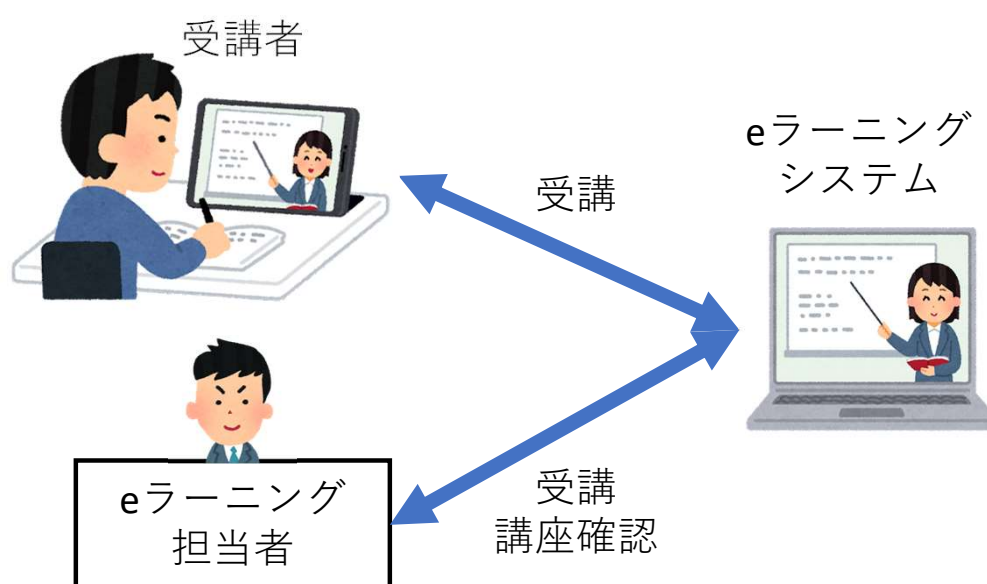 受講者
eラーニング
システム
受講
eラーニング
担当者
受講
講座確認